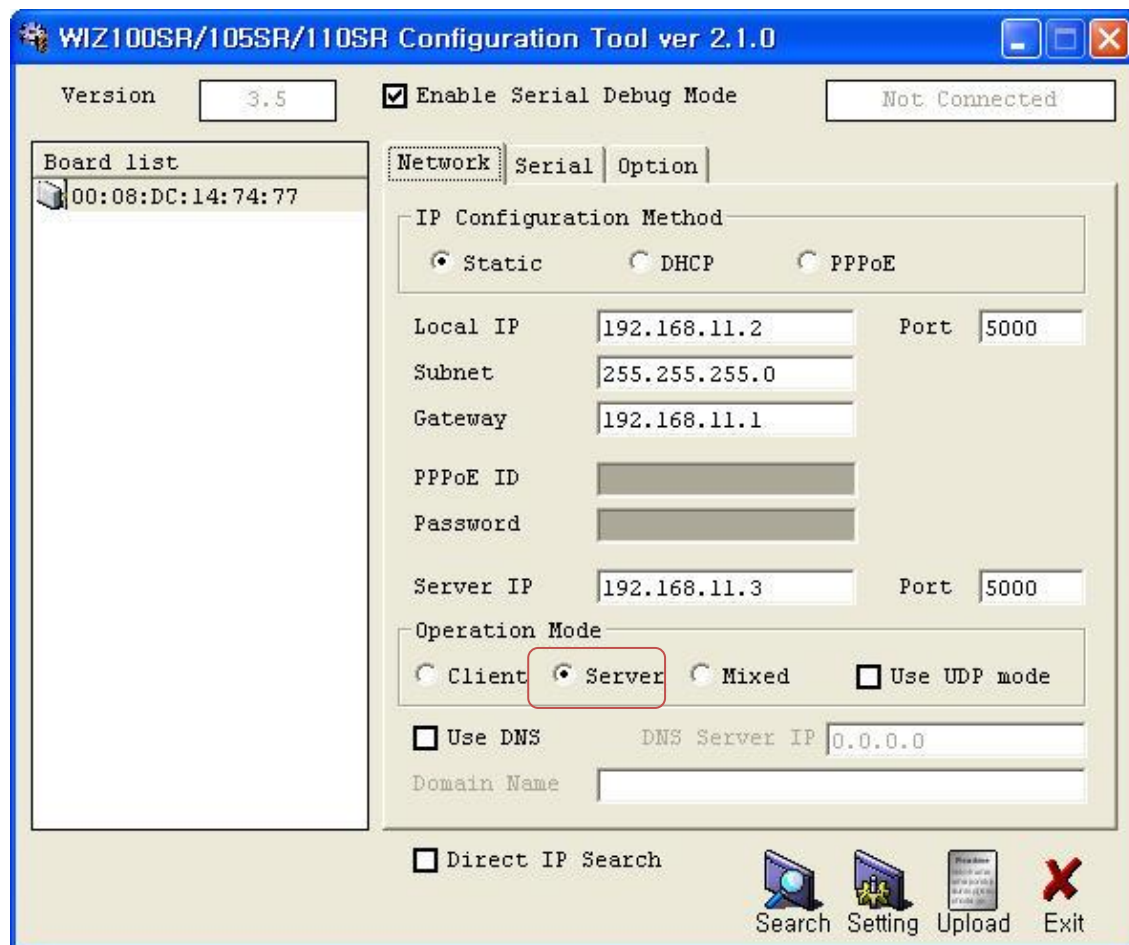 WIZ100SR/105SR/110SR Configuration Tool ver 2.1.0
Version 3.5 Enable Serial Debug Mode Not Connected
Board list
00:08:DC:14:74:77
Network Serial Option
IP Configuration Method
Static DHCP PPPoE
Local IP 192.168.11.2 Port 5000
Subnet 255.255.255.0
Gateway 192.168.11.1
PPPoE ID
Password
Server IP 192.168.11.3 Port 5000
Operation Mode
Client Server Mixed Use UDP mode
Use DNS DNS Server IP 0.0.0.0
Domain Name
Direct IP Search
Search Setting Upload Exit